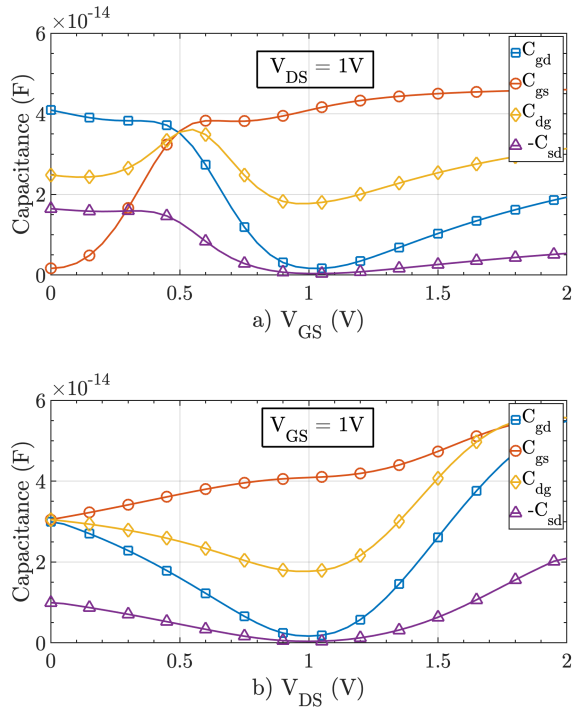 ×10⁻¹⁴
6
4
2
0
Capacitance (F)
V_DS = 1V
C_gd
C_gs
C_dg
-C_sd
0 0.5 1 1.5 2
a) V_GS (V)
×10⁻¹⁴
6
4
2
0
Capacitance (F)
V_GS = 1V
C_gd
C_gs
C_dg
-C_sd
0 0.5 1 1.5 2
b) V_DS (V)